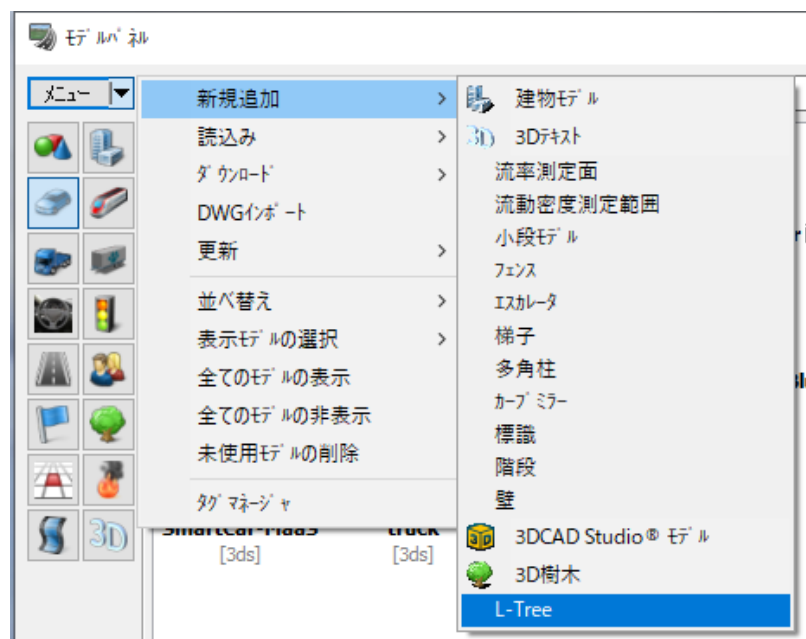 モデルパネル
メニュー
新規追加
読込み
ダウンロード
DWGインポート
更新
並べ替え
表示モデルの選択
全てのモデルの表示
全てのモデルの非表示
未使用モデルの削除
タグマネージャ
建物モデル
3Dテキスト
流率測定面
流動密度測定範囲
小段モデル
フェンス
エスカレータ
梯子
多角柱
カーブミラー
標識
階段
壁
3DCAD Studio® モデル
3D樹木
L-Tree
SmartCar-MaaS
truck
[3ds]
[3ds]
3D